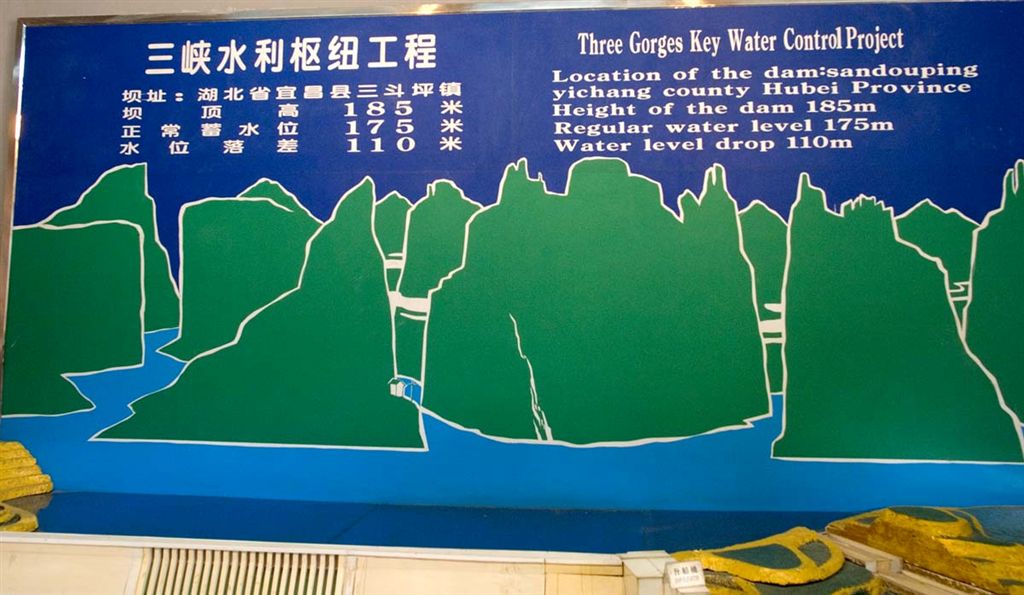 三峡水利枢纽工程
坝址：湖北省宜昌县三斗坪镇
坝顶高 185 米
正常蓄水位 175 米
水位落差 110 米
Three Gorges Key Water Control Project
Location of the dam:sandouping
yichang county Hubei Province
Height of the dam 185m
Regular water level 175m
Water level drop 110m
升船機